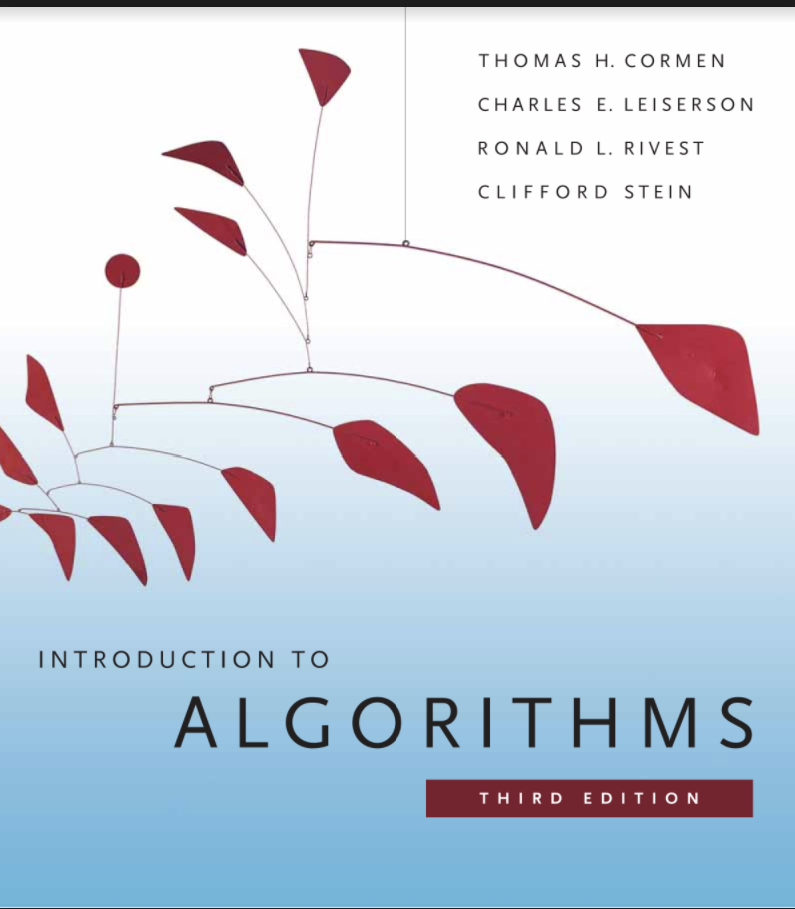 THOMAS H. CORMEN
CHARLES E. LEISERSON
RONALD L. RIVEST
CLIFFORD STEIN
INTRODUCTION TO
ALGORITHMS
THIRD EDITION